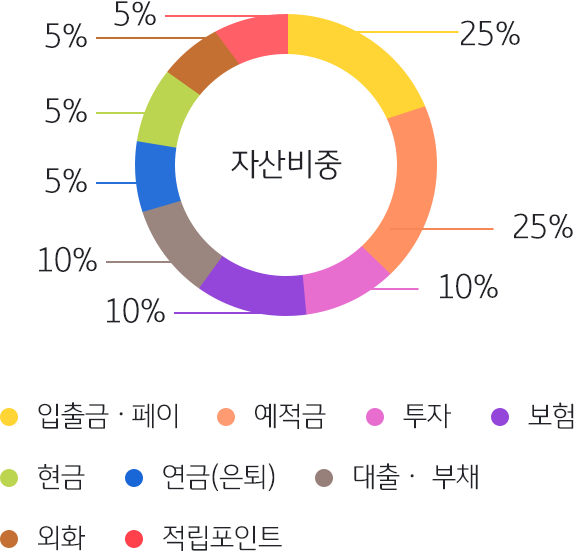 5%
25%
5%
5%
자산비중
5%
25%
10%
10%
10%
입출금 · 페이
예적금
투자
보험
현금
연금(은퇴)
대출 · 부채
외화
적립포인트